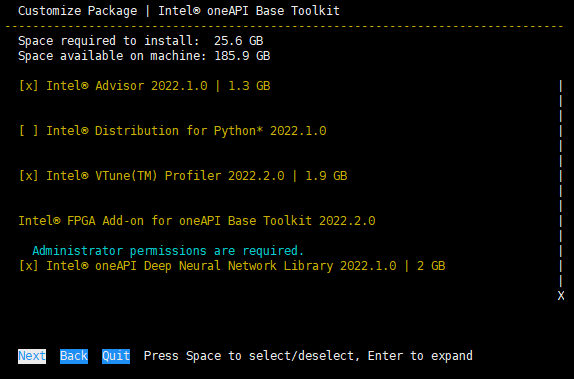 Customize Package | Intel® oneAPI Base Toolkit
Space required to install: 25.6 GB
Space available on machine: 185.9 GB
[x] Intel® Advisor 2022.1.0 | 1.3 GB
[ ] Intel® Distribution for Python* 2022.1.0
[x] Intel® VTune(TM) Profiler 2022.2.0 | 1.9 GB
Intel® FPGA Add-on for oneAPI Base Toolkit 2022.2.0
Administrator permissions are required.
[x] Intel® oneAPI Deep Neural Network Library 2022.1.0 | 2 GB
X
Next Back Quit Press Space to select/deselect, Enter to expand